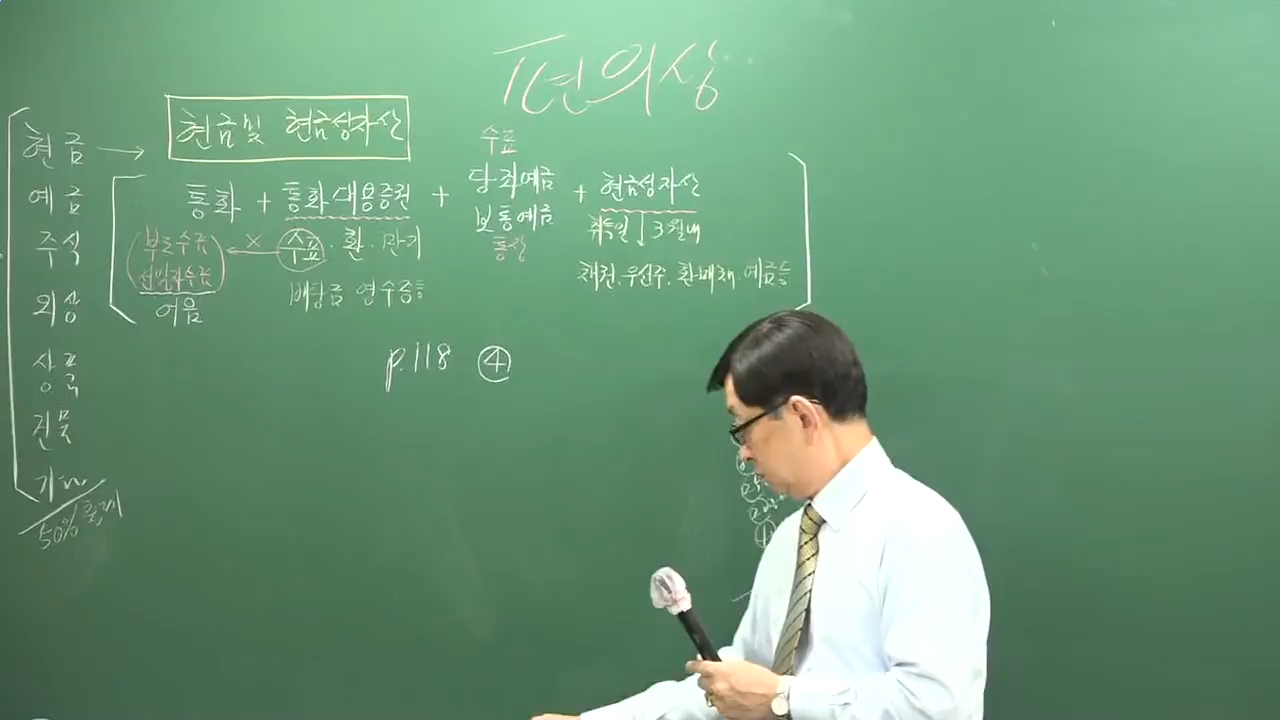 의상
현금 → 현금 및 현금성자산
예금
주식
외상
상품
건물
기계
50% 출제
통화 + 통화대용증권 + 수표 당좌예금 보통예금 + 현금성자산
통상
취득일 ↓ 3월내
부도수표 ← X 수표 · 환 · 만기
선일자수표
어음
배당금 영수증 등
채권. 우선주. 환매채 예금등
p.118 ④